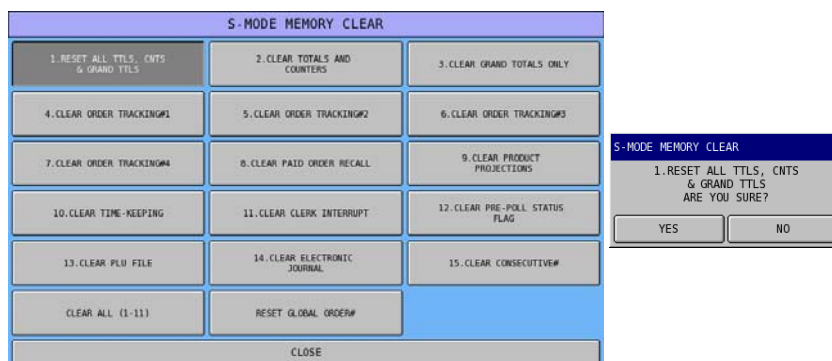 S-MODE MEMORY CLEAR
1.RESET ALL TTLS, CNTS
& GRAND TTLS
2.CLEAR TOTALS AND
COUNTERS
3.CLEAR GRAND TOTALS ONLY
4.CLEAR ORDER TRACKING#1
5.CLEAR ORDER TRACKING#2
6.CLEAR ORDER TRACKING#3
7.CLEAR ORDER TRACKING#4
8.CLEAR PAID ORDER RECALL
9.CLEAR PRODUCT
PROJECTIONS
10.CLEAR TIME-KEEPING
11.CLEAR CLERK INTERRUPT
12.CLEAR PRE-POLL STATUS
FLAG
13.CLEAR PLU FILE
14.CLEAR ELECTRONIC
JOURNAL
15.CLEAR CONSECUTIVE#
CLEAR ALL (1-11)
RESET GLOBAL ORDER#
CLOSE
S-MODE MEMORY CLEAR
1.RESET ALL TTLS, CNTS
& GRAND TTLS
ARE YOU SURE?
YES
NO